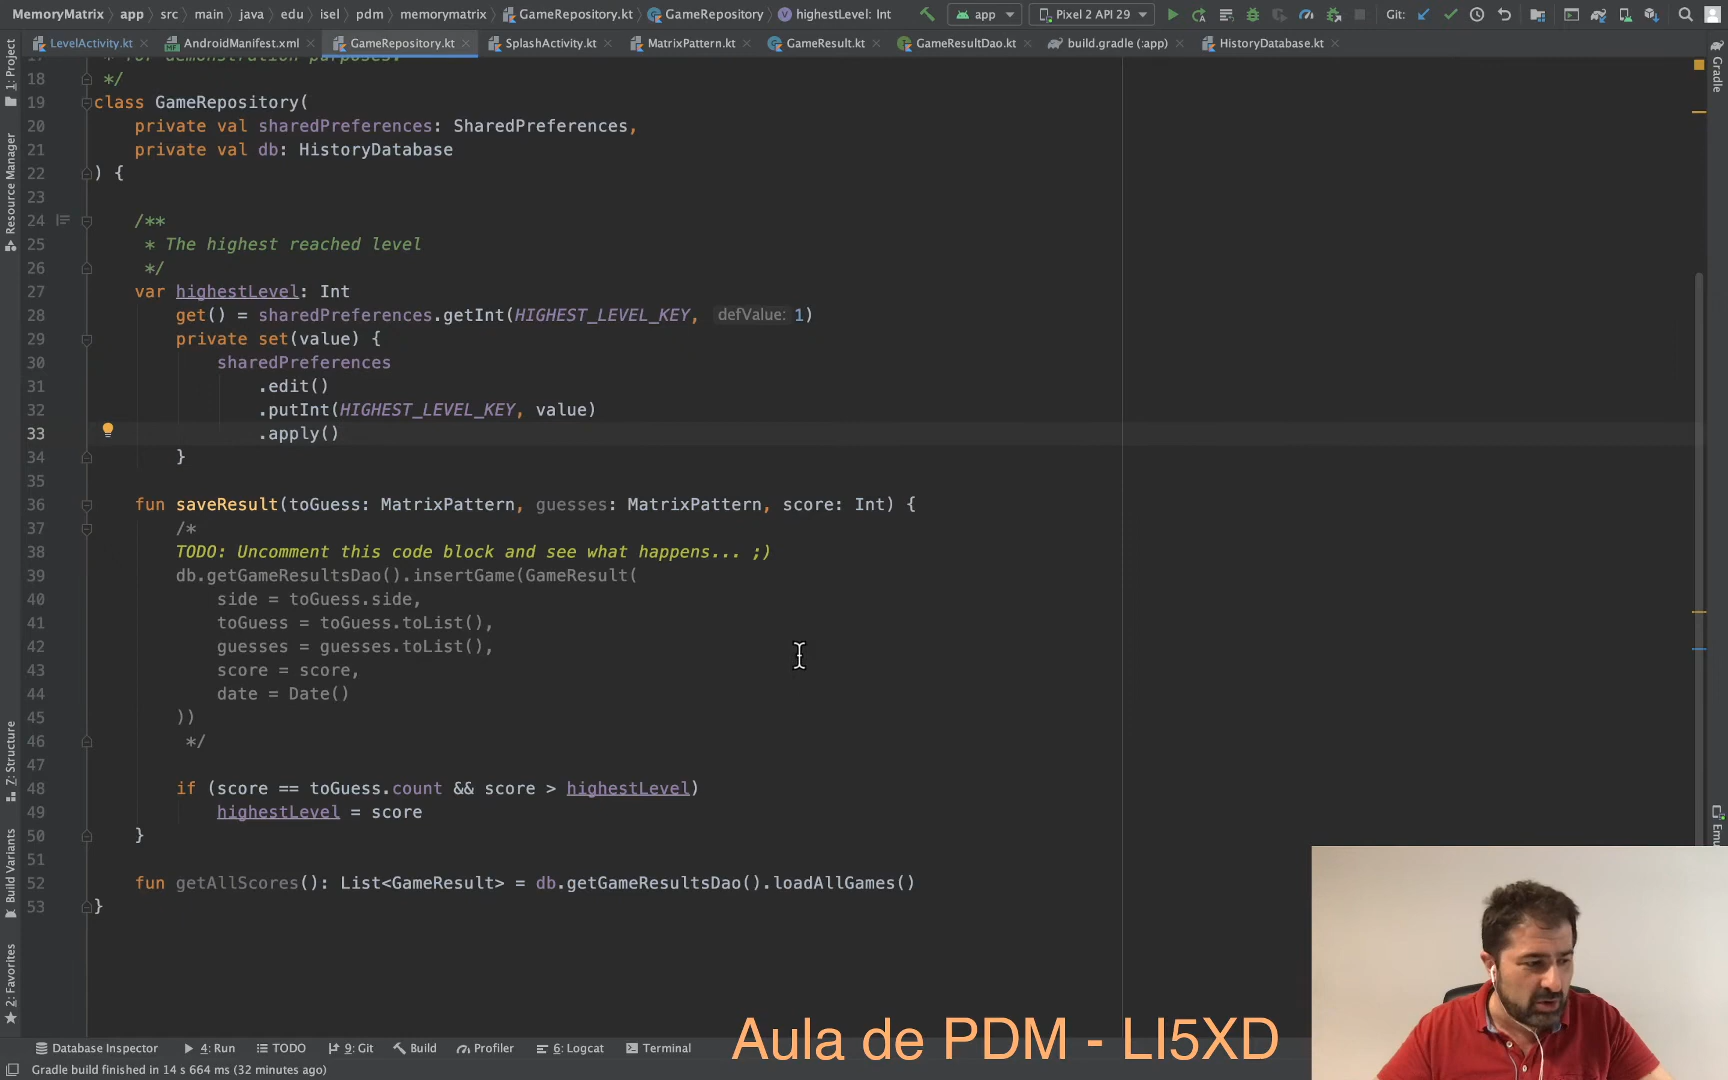 MemoryMatrix app src main java edu isel pdm memorymatrix GameRepository.kt GameRepository highestLevel: Int app Pixel 2 API 29 Git:
LevelActivity.kt AndroidManifest.xml GameRepository.kt SplashActivity.kt MatrixPattern.kt GameResult.kt GameResultDao.kt build.gradle (:app) HistoryDatabase.kt
1: Project
Resource Manager
Z: Structure
Build Variants
2: Favorites
Gradle
* for demonstration purposes.
18 */
19 class GameRepository(
20 private val sharedPreferences: SharedPreferences,
21 private val db: HistoryDatabase
22 ) {
23
24 /**
25 * The highest reached level
26 */
27 var highestLevel: Int
28 get() = sharedPreferences.getInt(HIGHEST_LEVEL_KEY, defValue: 1)
29 private set(value) {
30 sharedPreferences
31 .edit()
32 .putInt(HIGHEST_LEVEL_KEY, value)
33 .apply()
34 }
35
36 fun saveResult(toGuess: MatrixPattern, guesses: MatrixPattern, score: Int) {
37 /*
38 TODO: Uncomment this code block and see what happens... ;)
39 db.getGameResultsDao().insertGame(GameResult(
40 side = toGuess.side,
41 toGuess = toGuess.toList(),
42 guesses = guesses.toList(),
43 score = score,
44 date = Date()
45 ))
46 */
47
48 if (score == toGuess.count && score > highestLevel)
49 highestLevel = score
50 }
51
52 fun getAllScores(): List<GameResult> = db.getGameResultsDao().loadAllGames()
53 }
Aula de PDM - LI5XD
Database Inspector 4: Run TODO 9: Git Build Profiler 6: Logcat Terminal
Gradle build finished in 14 s 664 ms (32 minutes ago)